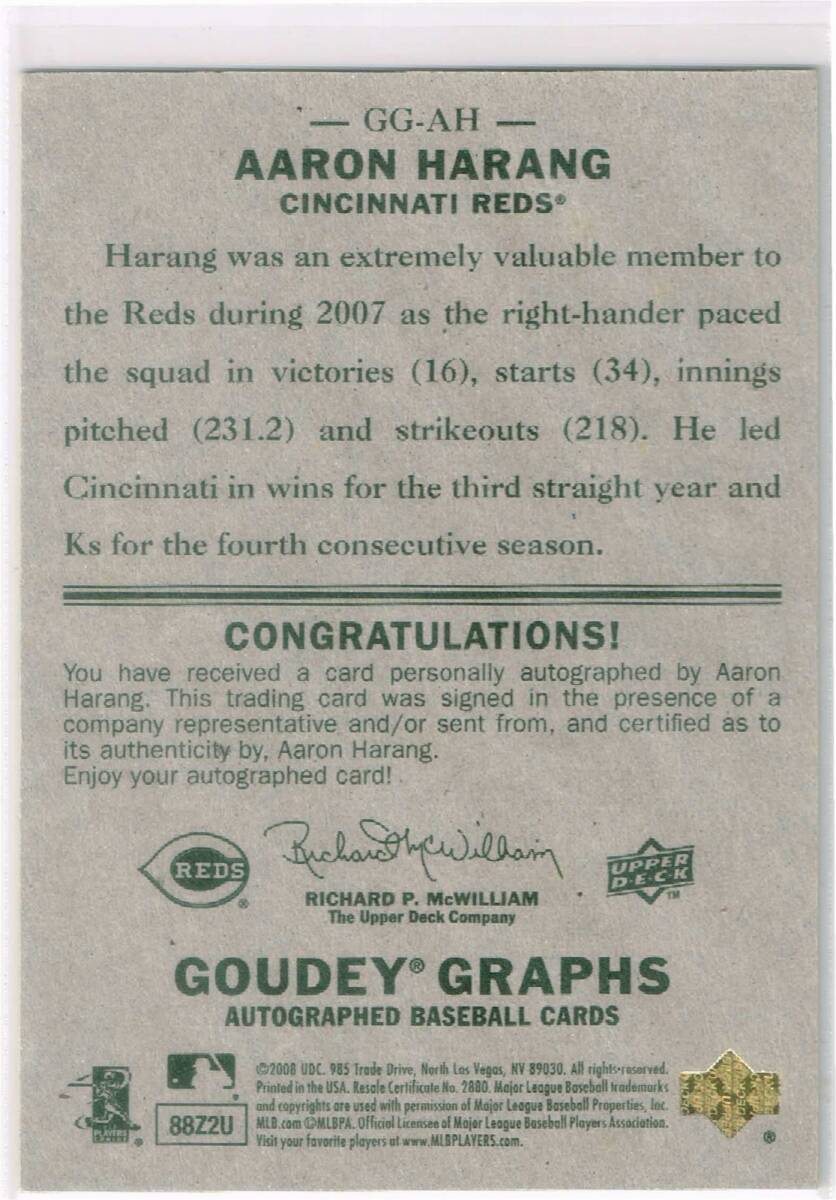 — GG-AH —
AARON HARANG
CINCINNATI REDS®
Harang was an extremely valuable member to
the Reds during 2007 as the right-hander paced
the squad in victories (16), starts (34), innings
pitched (231.2) and strikeouts (218). He led
Cincinnati in wins for the third straight year and
Ks for the fourth consecutive season.
CONGRATULATIONS!
You have received a card personally autographed by Aaron
Harang. This trading card was signed in the presence of a
company representative and/or sent from, and certified as to
its authenticity by, Aaron Harang.
Enjoy your autographed card!
REDS ®
Richard P. McWilliam
UPPER
D·E·C·K
™
RICHARD P. McWILLIAM
The Upper Deck Company
GOUDEY® GRAPHS
AUTOGRAPHED BASEBALL CARDS
PLAYERS
CHOICE ®
88Z2U
©2008 UDC. 985 Trade Drive, North Las Vegas, NV 89030. All rights reserved.
Printed in the USA. Resale Certificate No. 2880. Major League Baseball trademarks
and copyrights are used with permission of Major League Baseball Properties, Inc.
MLB.com ©MLBPA. Official Licensee of Major League Baseball Players Association.
Visit your favorite players at www.MLBPLAYERS.com.
®